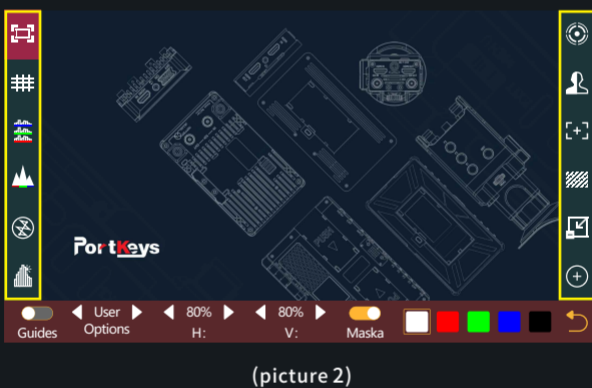 PortKeys
Guides
User
Options
80%
H:
80%
V:
Maska
(picture 2)